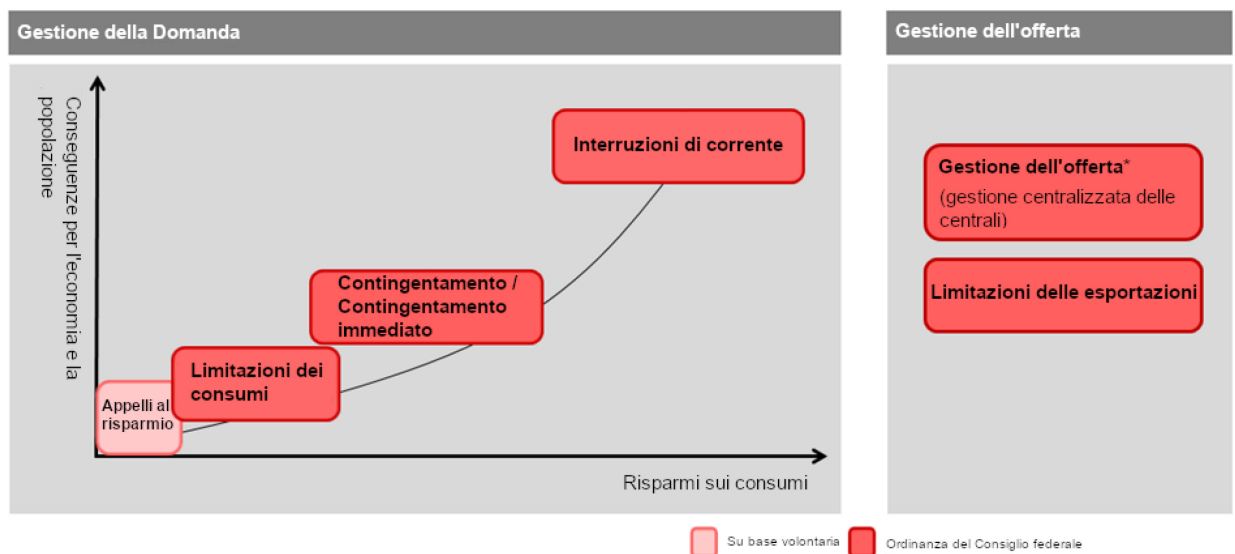 Gestione della Domanda
Conseguenze per l'economia e la
popolazione
Interruzioni di corrente
Contingentamento /
Contingentamento
immediato
Limitazioni dei
consumi
Appelli al
risparmio
Risparmi sui consumi
Gestione dell'offerta
Gestione dell'offerta*
(gestione centralizzata delle
centrali)
Limitazioni delle esportazioni
Su base volontaria
Ordinanza del Consiglio federale